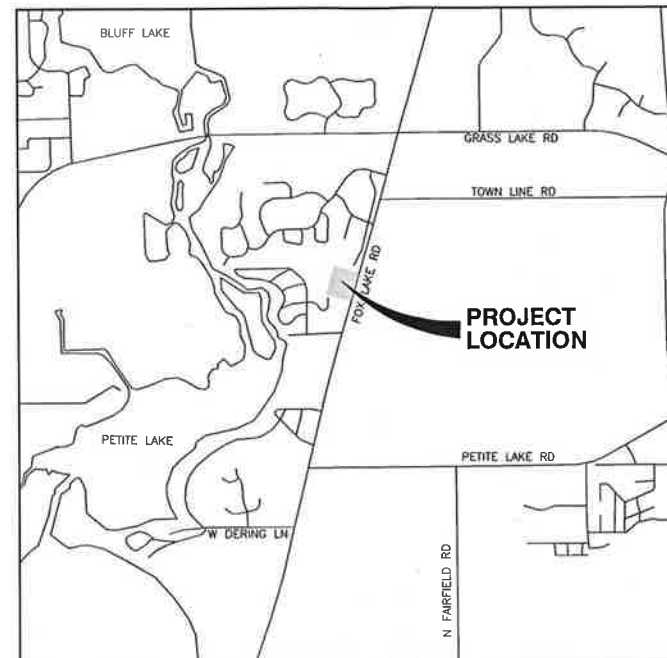 BLUFF LAKE
GRASS LAKE RD
TOWN LINE RD
FOX LAKE RD
PROJECT
LOCATION
PETITE LAKE
PETITE LAKE RD
W DERING LN
N FAIRFIELD RD